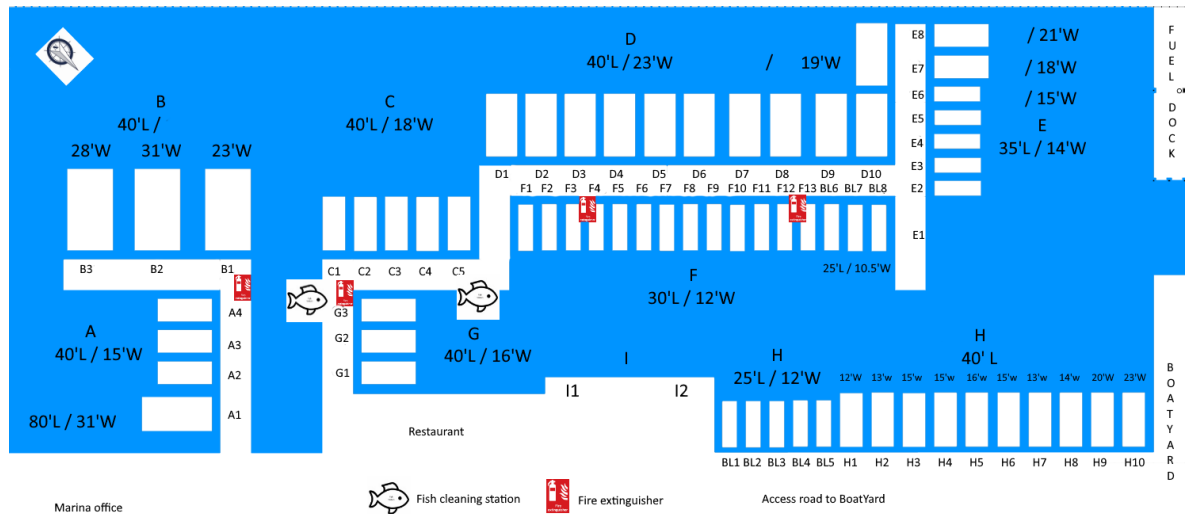 D
40'L / 23'W
/ 19'W
E8
/ 21'W
E7
/ 18'W
E6
/ 15'W
E5
E
E4
35'L / 14'W
E3
E2
E1
F
U
E
L
D
O
C
K
B
40'L /
28'W 31'W 23'W
C
40'L / 18'W
D1 D2 D3 D5 D4 D6 D7 D8 D9 D10
F1 F2 F3 F4 F5 F6 F7 F8 F9 F10 F11 F12 F13 BL6 BL7 BL8
25'L / 10.5'W
F
30'L / 12'W
B3 B2 B1
C1 C2 C3 C4 C5
A4
A
A3
40'L / 15'W
A2
80'L / 31'W
A1
G3
G2
G
40'L / 16'W
G1
I
I1 I2
H
25'L / 12'W
H
40' L
12'W 13'w 15'w 15'w 16'w 15'w 13'w 14'w 20'W 23'W
BL1 BL2 BL3 BL4 BL5 H1 H2 H3 H4 H5 H6 H7 H8 H9 H10
B
O
A
T
Y
A
R
D
Restaurant
Marina office
Fish cleaning station
Fire extinguisher
Access road to BoatYard